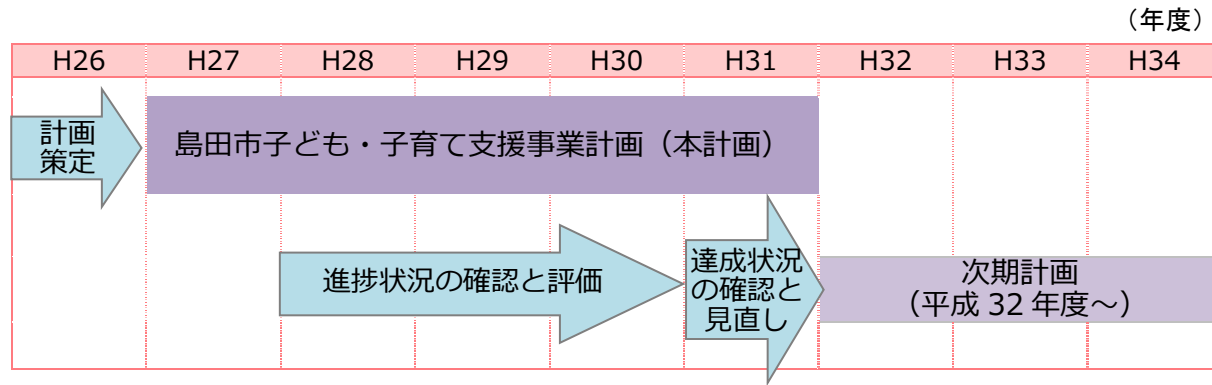 （年度）
H26 H27 H28 H29 H30 H31 H32 H33 H34
計画
策定
島田市子ども・子育て支援事業計画（本計画）
進捗状況の確認と評価
達成状況
の確認と
見直し
次期計画
（平成 32 年度～）